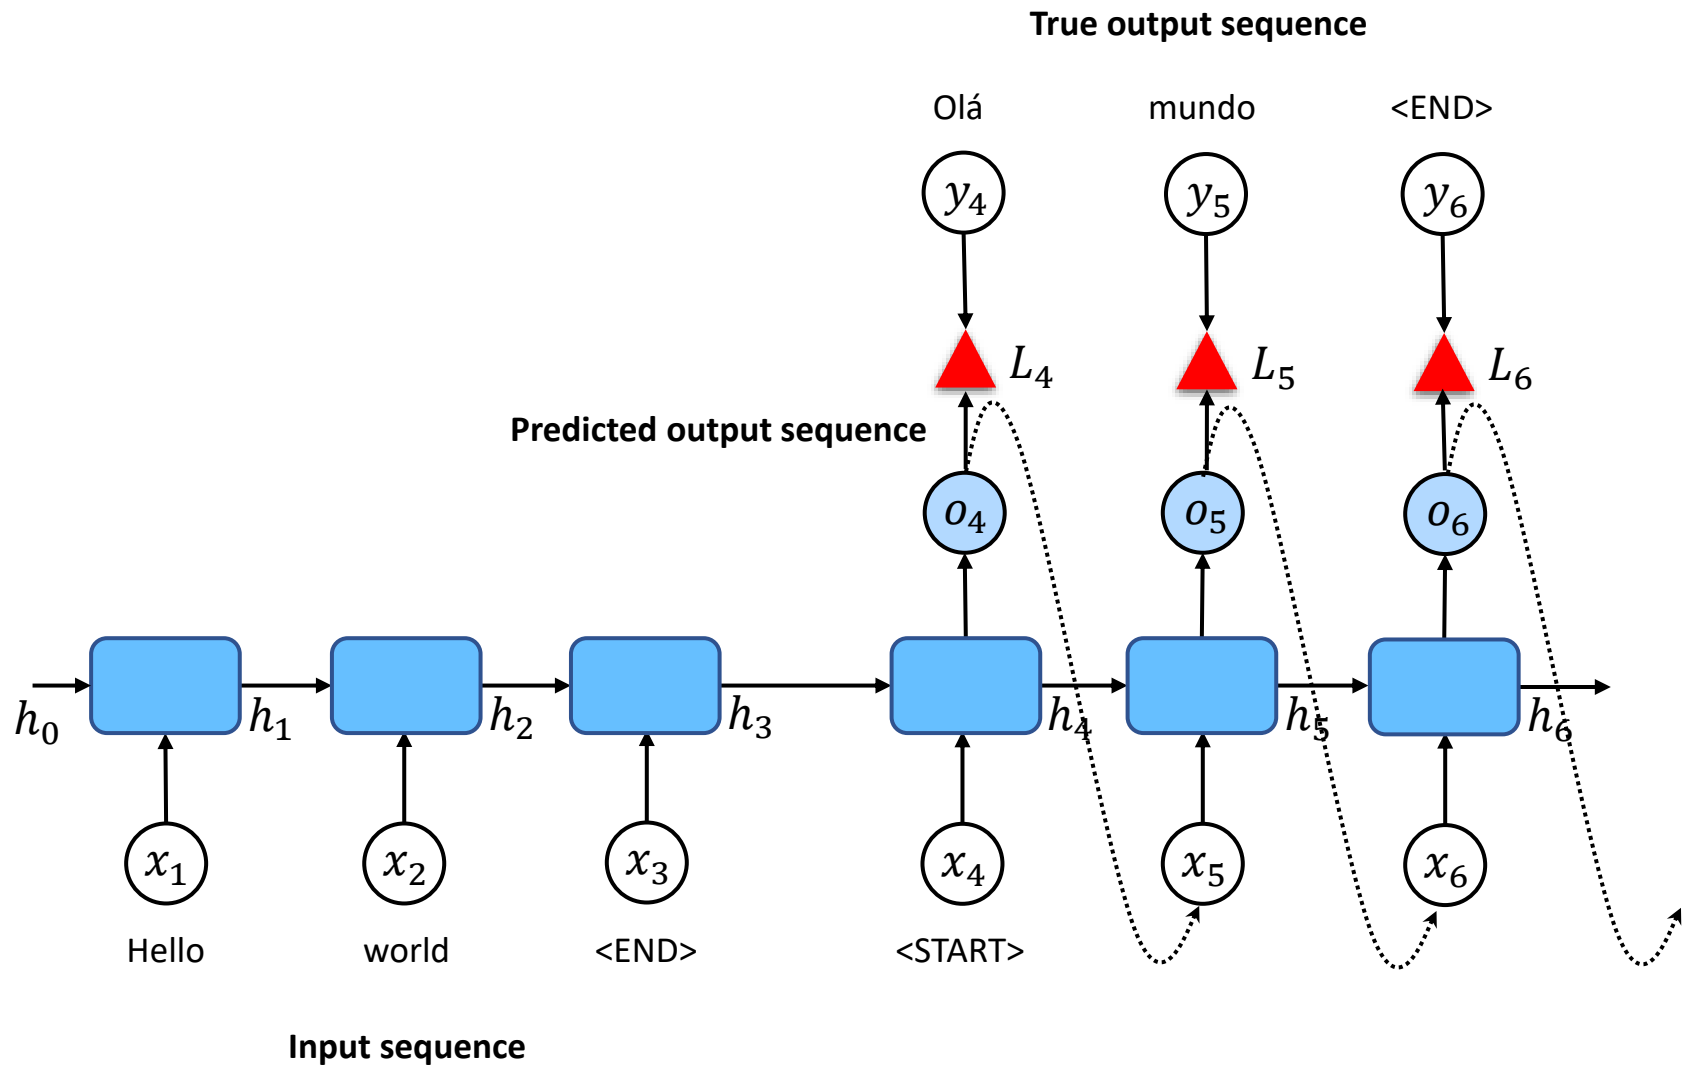 True output sequence
Olá mundo <END>
y₄ y₅ y₆
L₄ L₅ L₆
Predicted output sequence
o₄ o₅ o₆
h₀ h₁ h₂ h₃ h₄ h₅ h₆
x₁ x₂ x₃ x₄ x₅ x₆
Hello world <END> <START>
Input sequence